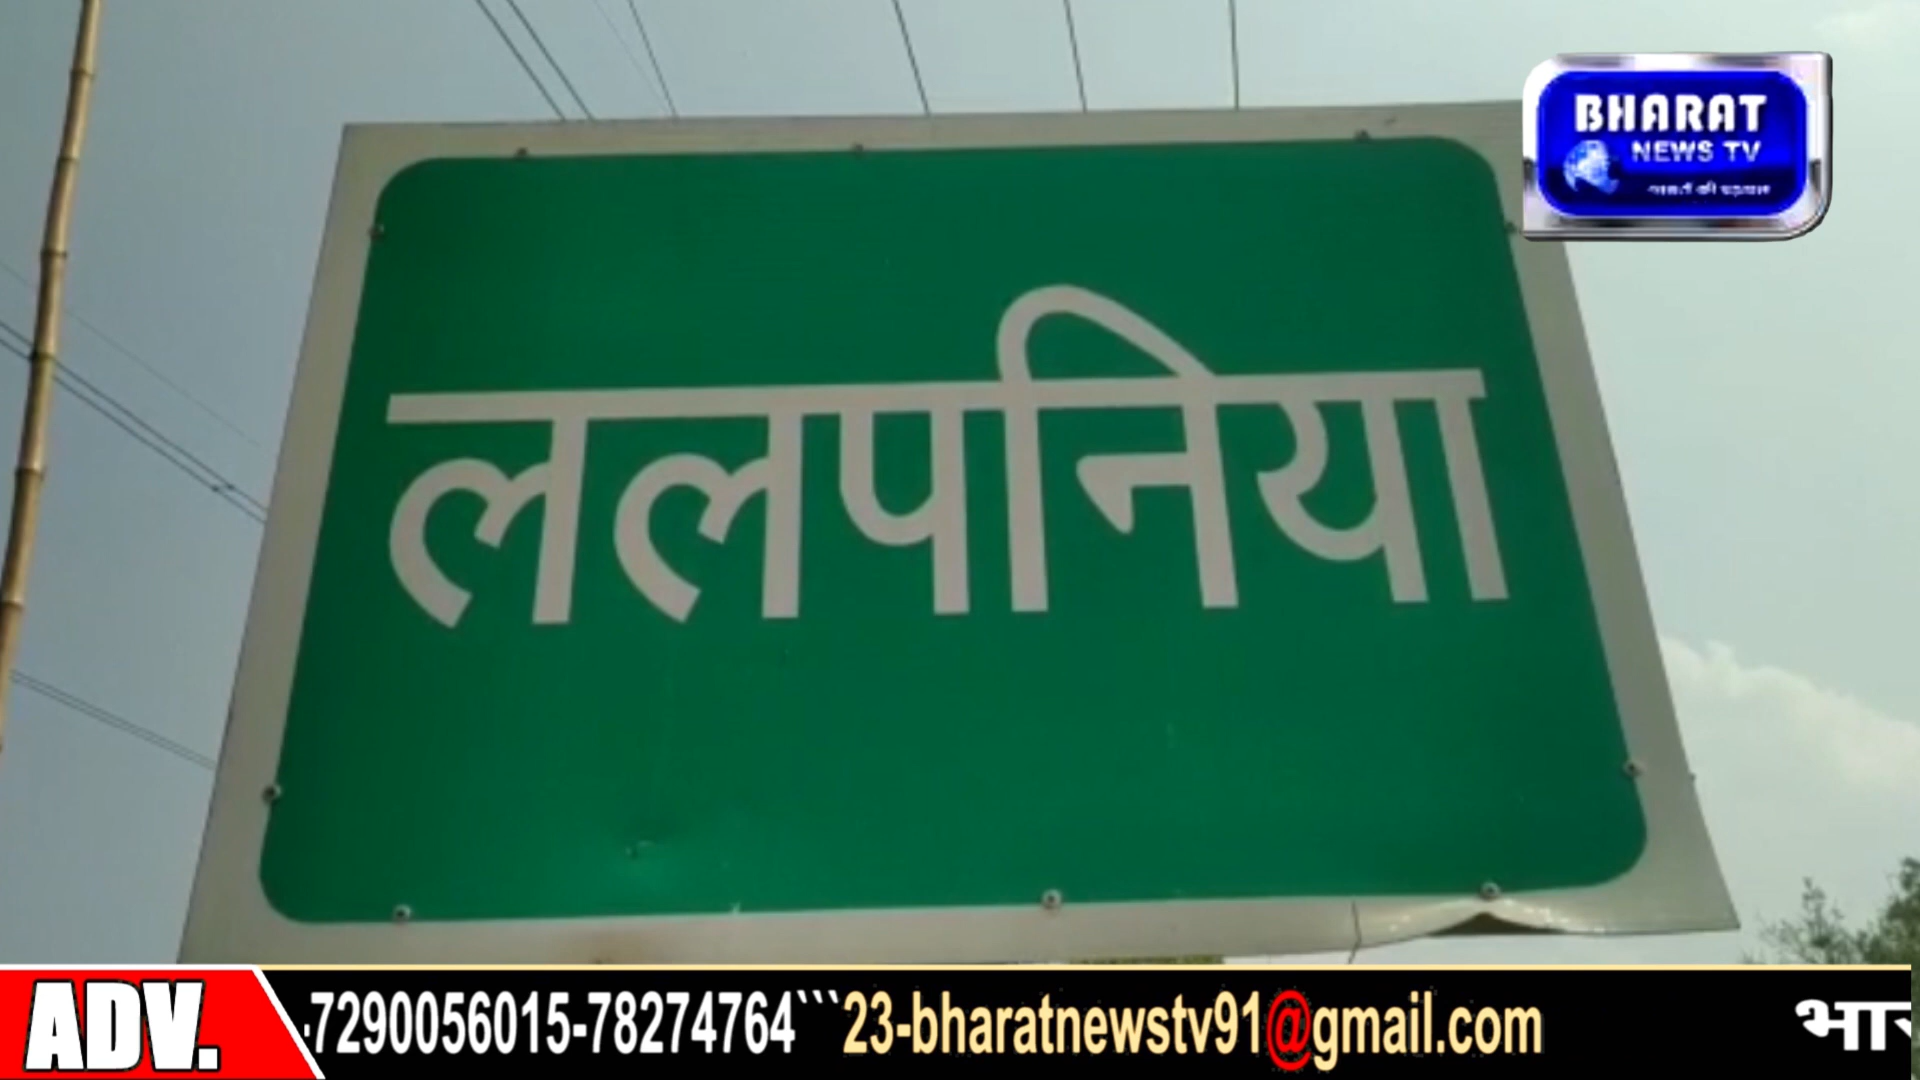 BHARAT
NEWS TV
ललपनिया
ADV.
-7290056015-78274764```23-bharatnewstv91@gmail.com